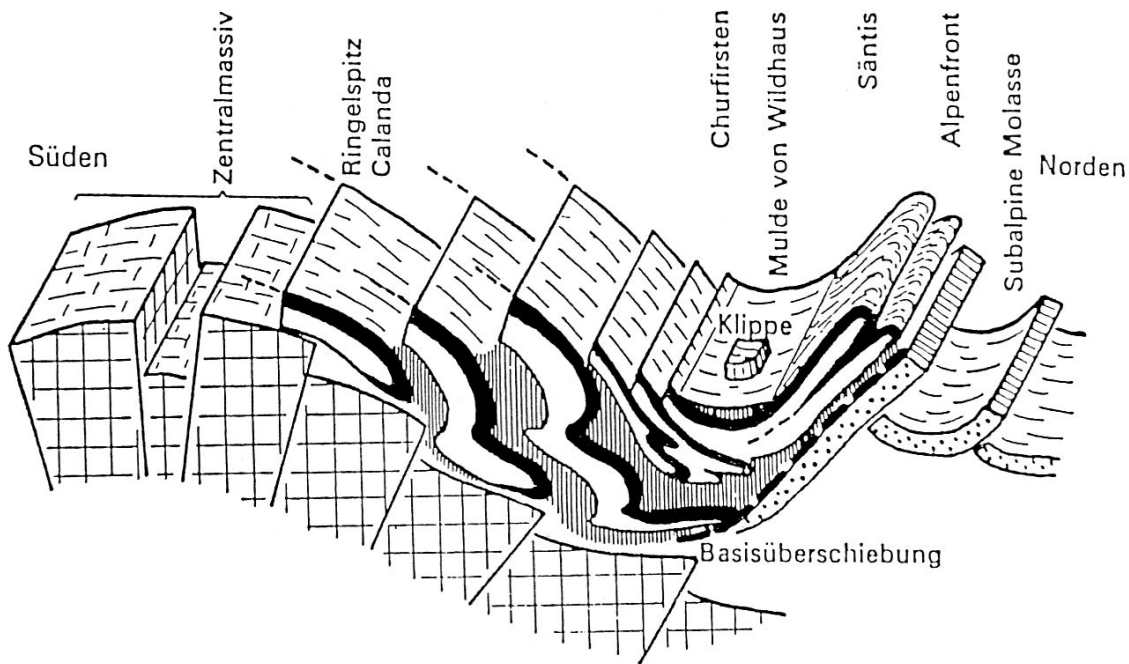 Süden
Zentralmassiv
Ringelspitz
Calanda
Churfirsten
Mulde von Wildhaus
Säntis
Alpenfront
Subalpine Molasse
Norden
Klippe
Basisüberschiebung